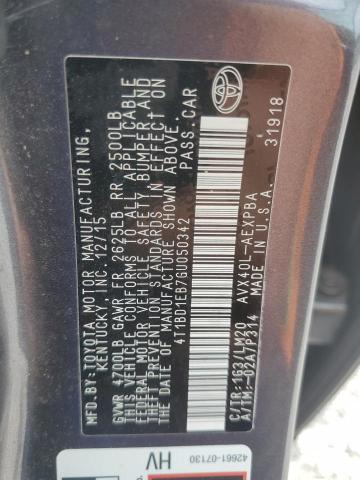 MFD.BY:TOYOTA MOTOR MANUFACTURING,
KENTUCKY, INC. 12/15
GVWR 4700LB GAWR FR 2625LB RR 2500LB
THIS VEHICLE CONFORMS TO ALL APPLICABLE
FEDERAL MOTOR VEHICLE SAFETY, BUMPER, AND
THEFT PREVENTION STANDARDS IN EFFECT ON
THE DATE OF MANUFACTURE SHOWN ABOVE.
4T1BD1EB7GU050342 PASS.CAR
C/TR:1G3/LM20 AVX40L-AEXPBA
A/TM:-02A/P314 U.S.A. 31918
TOYOTA
42661-07130
HV